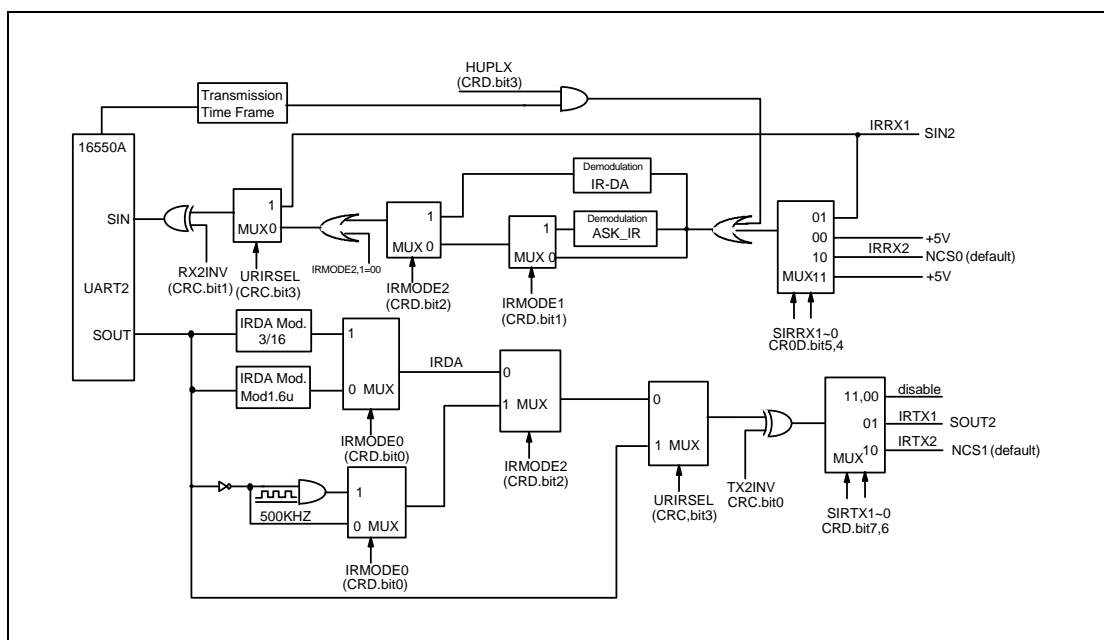 HUPLX
(CRD.bit3)
Transmission
Time Frame
16550A
IRRX1
SIN2
Demodulation
IR-DA
1
1
01
SIN
1
Demodulation
ASK_IR
00
+5V
MUX 0
MUX 0
10
IRRX2
NCS0 (default)
MUX 0
MUX 11
+5V
RX2INV
(CRC.bit1)
URIRSEL
(CRC.bit3)
IRMODE2,1=00
IRMODE2
(CRD.bit2)
IRMODE1
(CRD.bit1)
SIRRX1~0
CR0D.bit5,4
UART2
SOUT
IRDA Mod.
3/16
1
IRDA
IRDA Mod.
Mod1.6u
0 MUX
0
1 MUX
0
1 MUX
11,00
disable
01
IRTX1
SOUT2
MUX 10
IRTX2
NCS1 (default)
IRMODE0
(CRD.bit0)
IRMODE2
(CRD.bit2)
URIRSEL
(CRC,bit3)
TX2INV
CRC.bit0
SIRTX1~0
CRD.bit7,6
1
500KHZ
0 MUX
IRMODE0
(CRD.bit0)